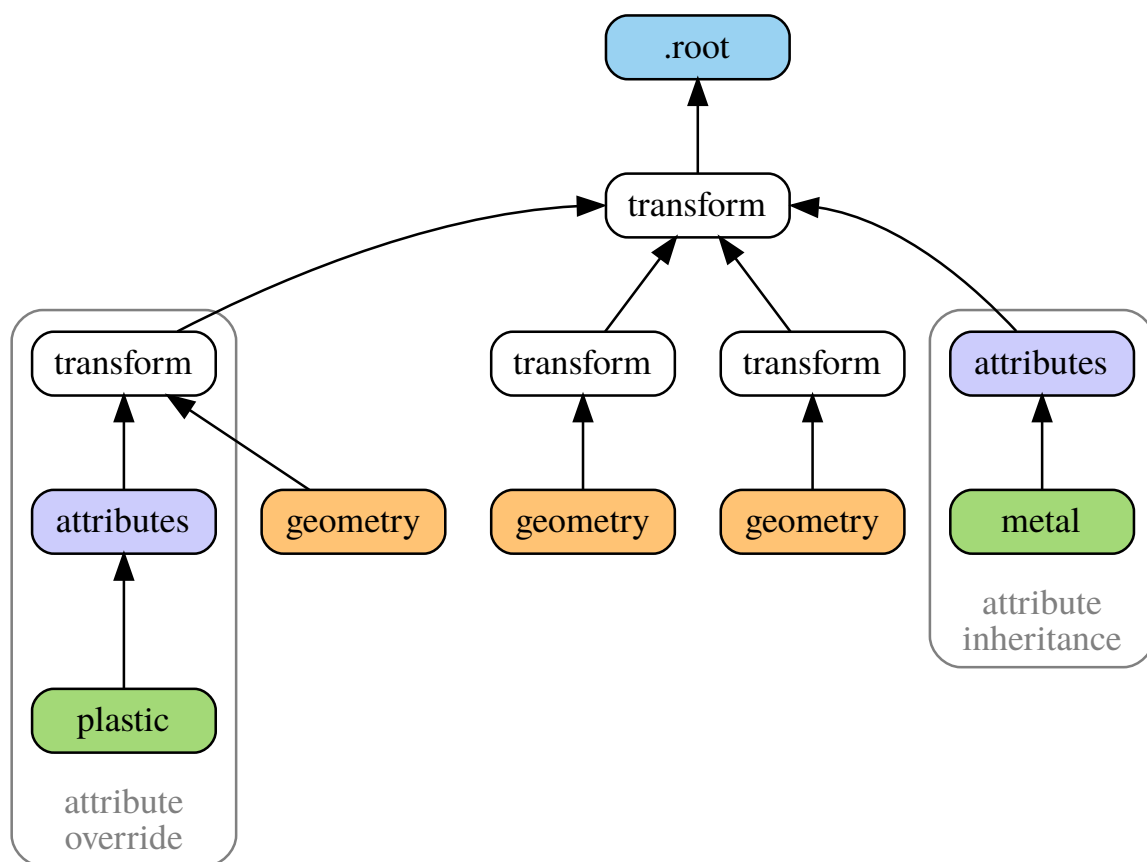 .root
transform
transform
transform
transform
attributes
attributes
geometry
geometry
geometry
metal
attribute
inheritance
plastic
attribute
override